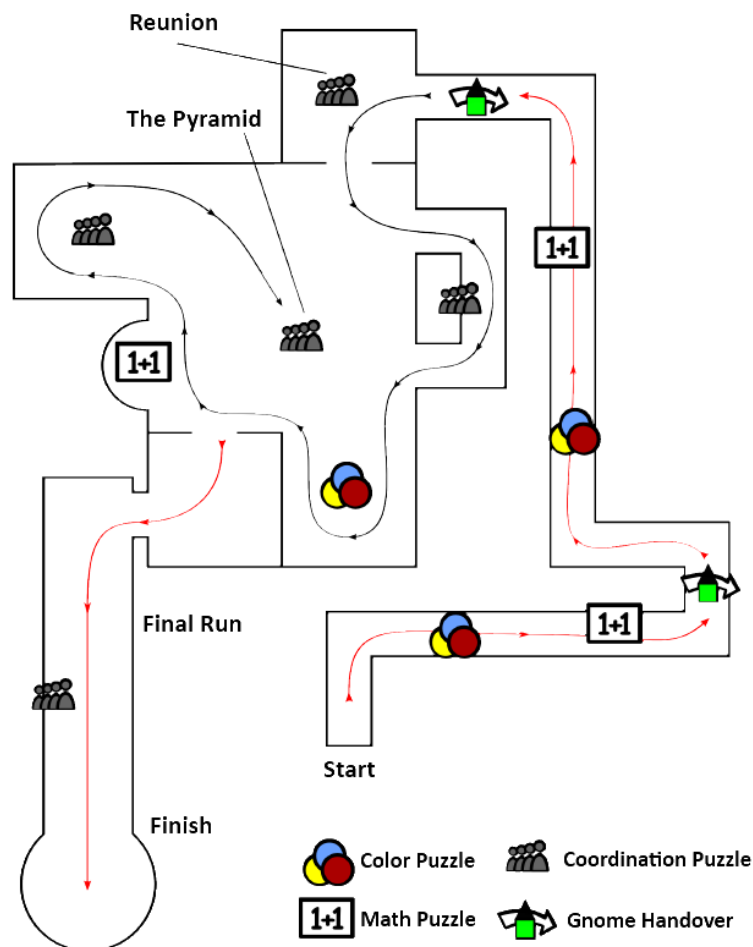 Reunion
The Pyramid
1+1
1+1
1+1
Final Run
Start
Finish
Color Puzzle
Coordination Puzzle
1+1
Math Puzzle
Gnome Handover